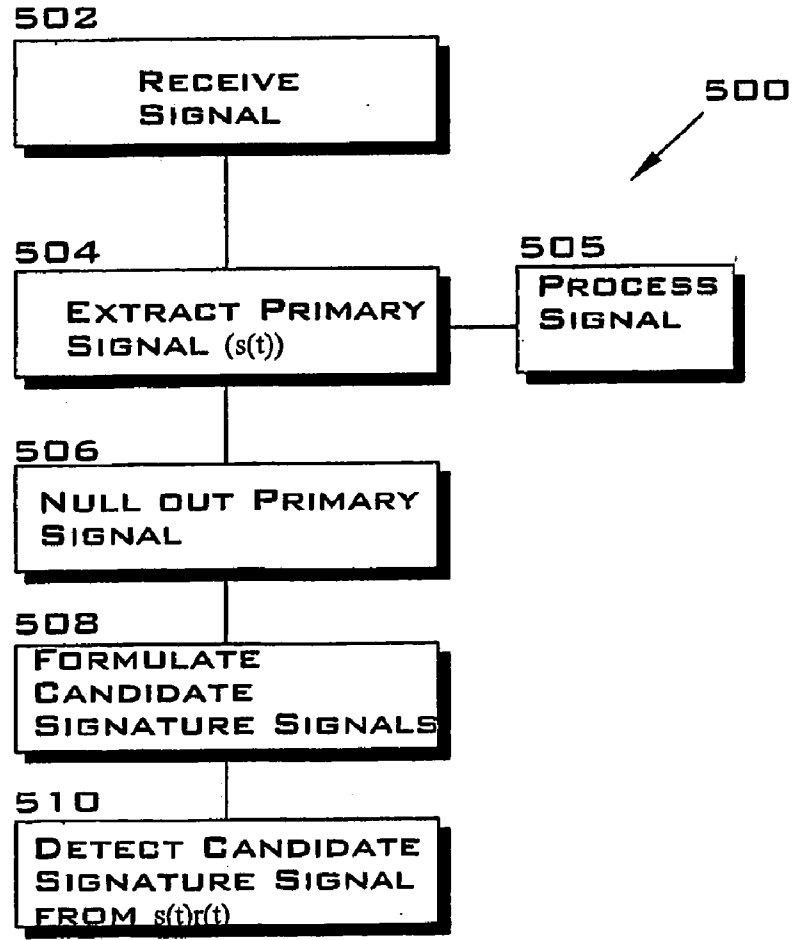 502
RECEIVE
SIGNAL
500
504
EXTRACT PRIMARY
SIGNAL (s(t))
505
PROCESS
SIGNAL
506
NULL OUT PRIMARY
SIGNAL
508
FORMULATE
CANDIDATE
SIGNATURE SIGNALS
510
DETECT CANDIDATE
SIGNATURE SIGNAL
FROM s(t)r(t)